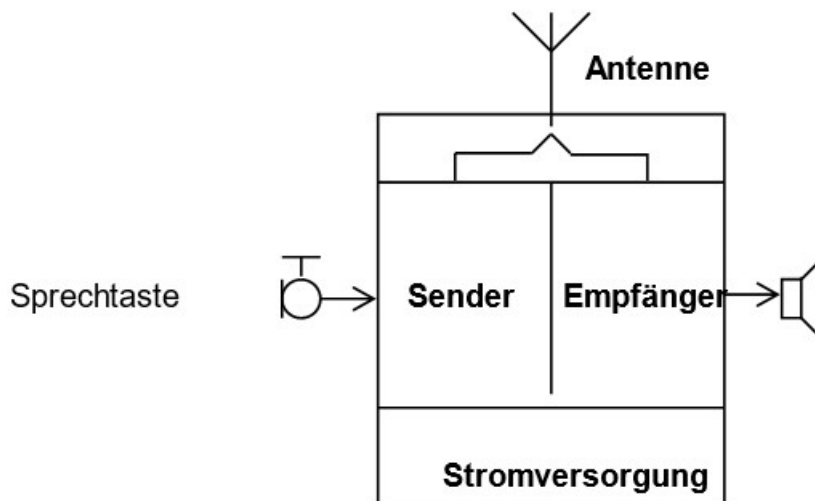 Antenne
Sprechtaste
Sender
Empfänger
Stromversorgung